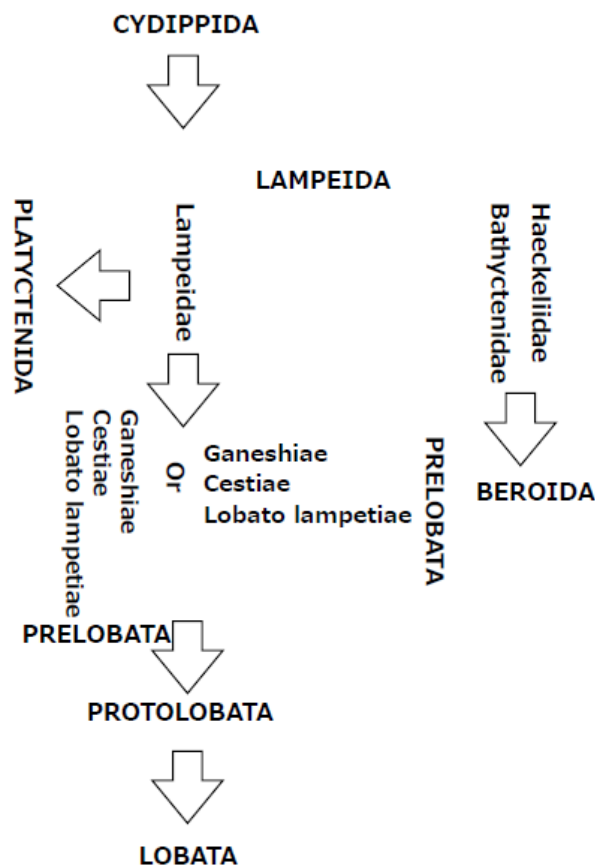 CYDIPPIDA
LAMPEIDA
PLATYCTENIDA
Lampeidae
Haeckeliidae
Bathyctenidae
Ganeshiae
Cestiae
Lobato lampetiae
Or
Ganeshiae
Cestiae
Lobato lampetiae
PRELOBATA
BEROIDA
PRELOBATA
PROTOLOBATA
LOBATA